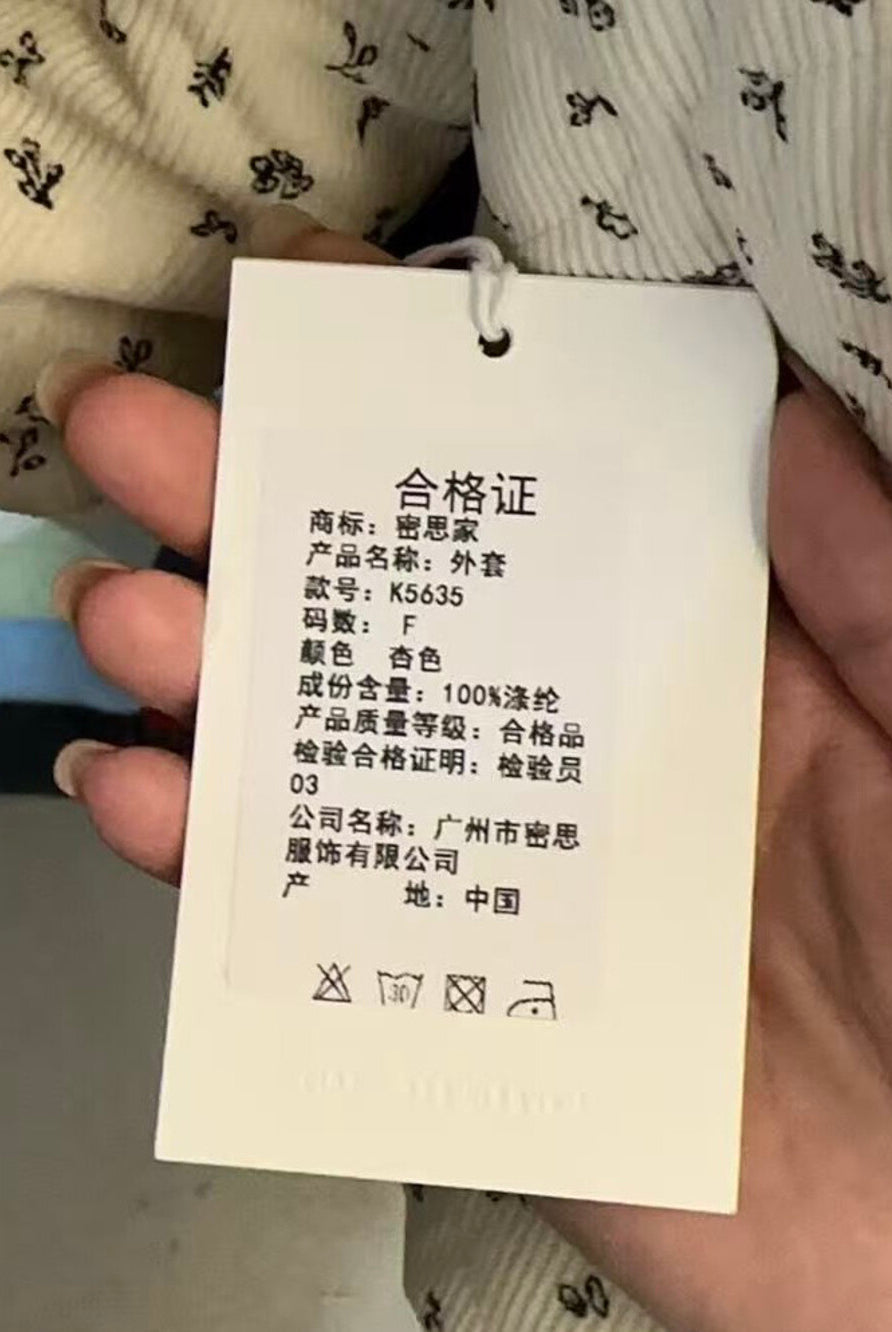 合格证
商标：密思家
产品名称：外套
款号：K5635
码数： F
颜色 杏色
成份含量：100%涤纶
产品质量等级：合格品
检验合格证明：检验员
03
公司名称：广州市密思
服饰有限公司
产 地：中国
30